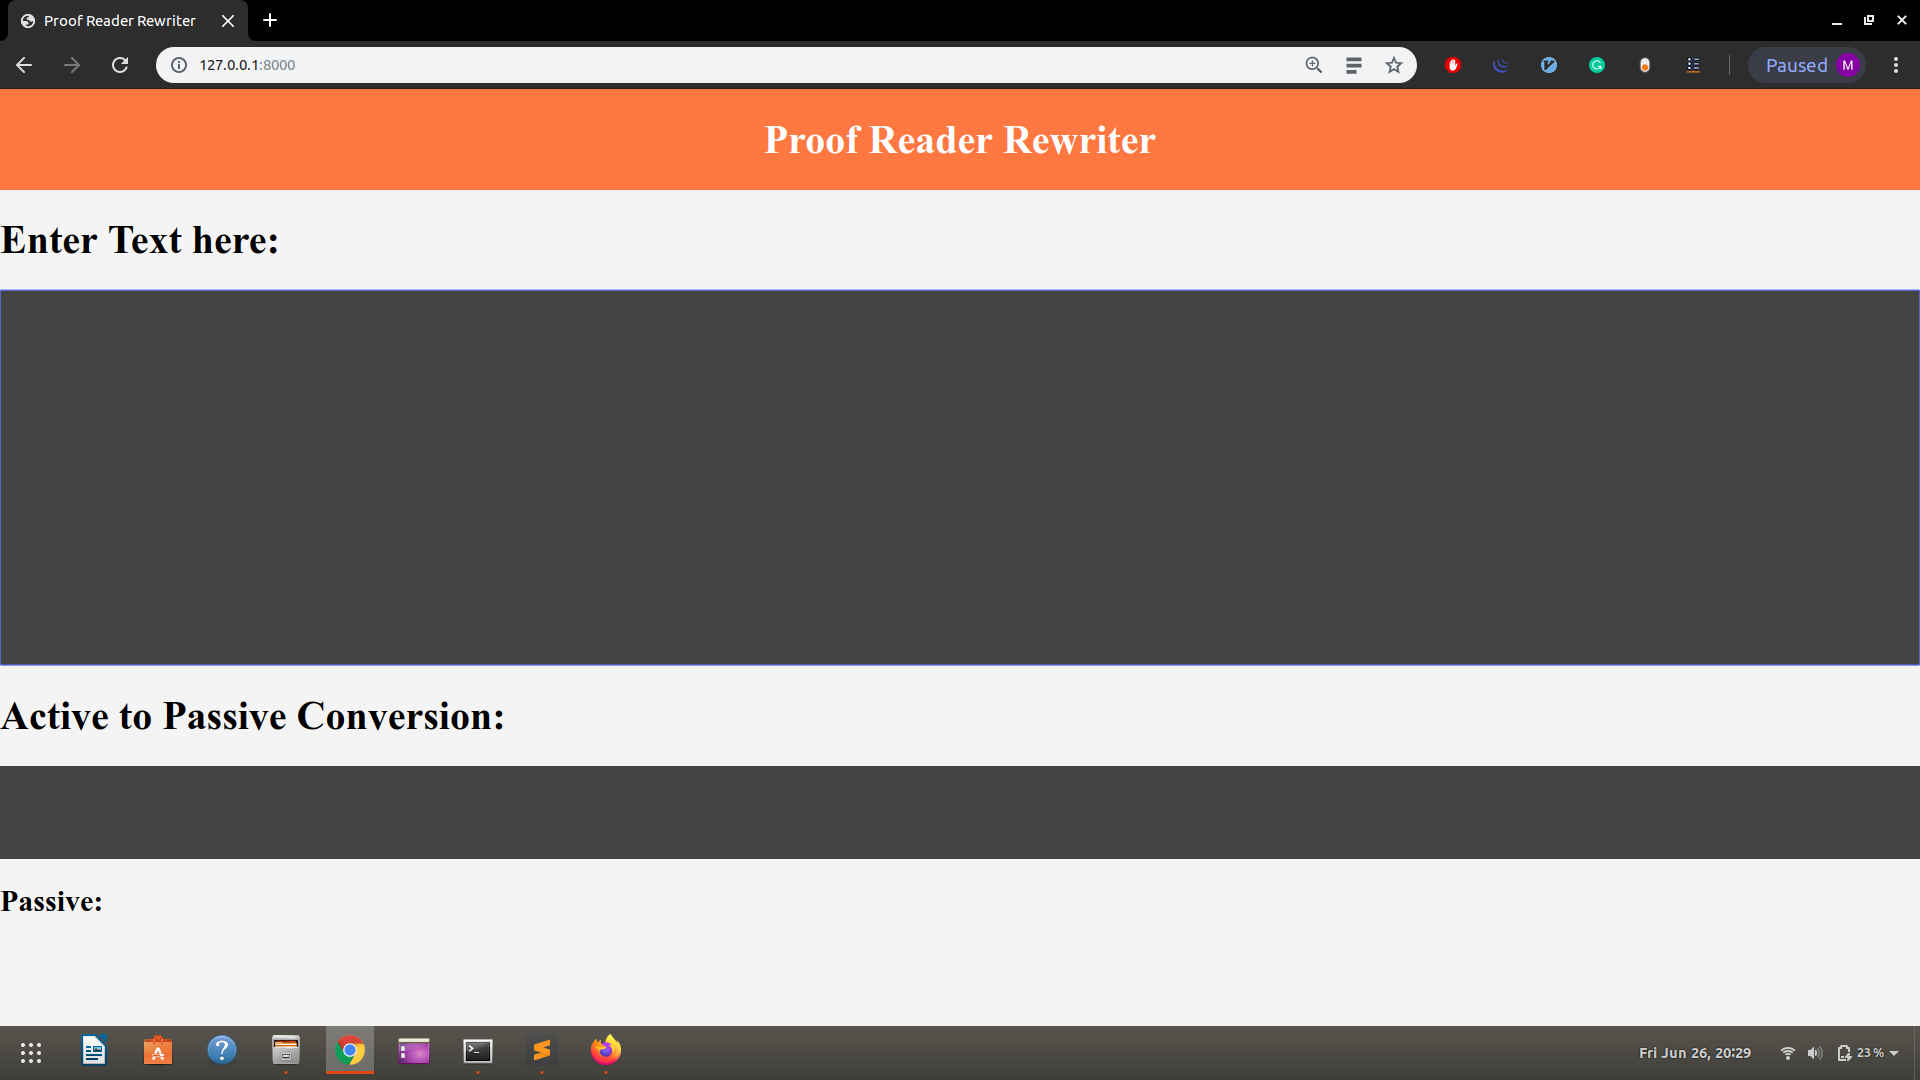 Proof Reader Rewriter
127.0.0.1:8000
Paused M
Proof Reader Rewriter
Enter Text here:
Active to Passive Conversion:
Passive:
Fri Jun 26, 20:29
23 %